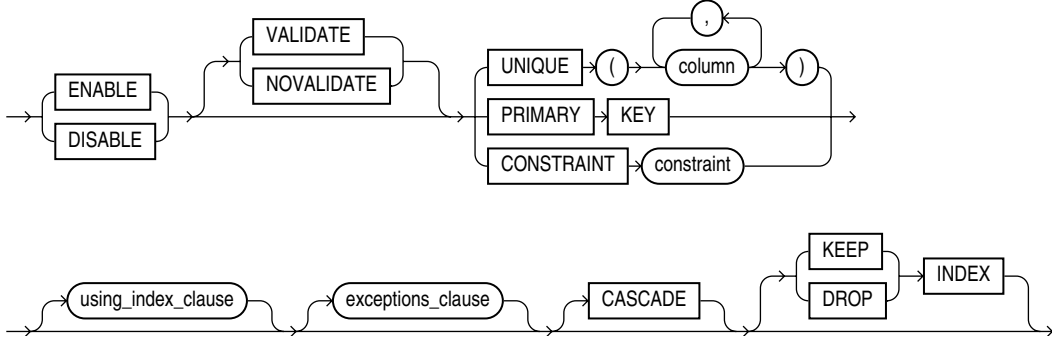 VALIDATE
NOVALIDATE
ENABLE
DISABLE
UNIQUE ( column , )
PRIMARY KEY
CONSTRAINT constraint
using_index_clause exceptions_clause CASCADE KEEP INDEX
DROP